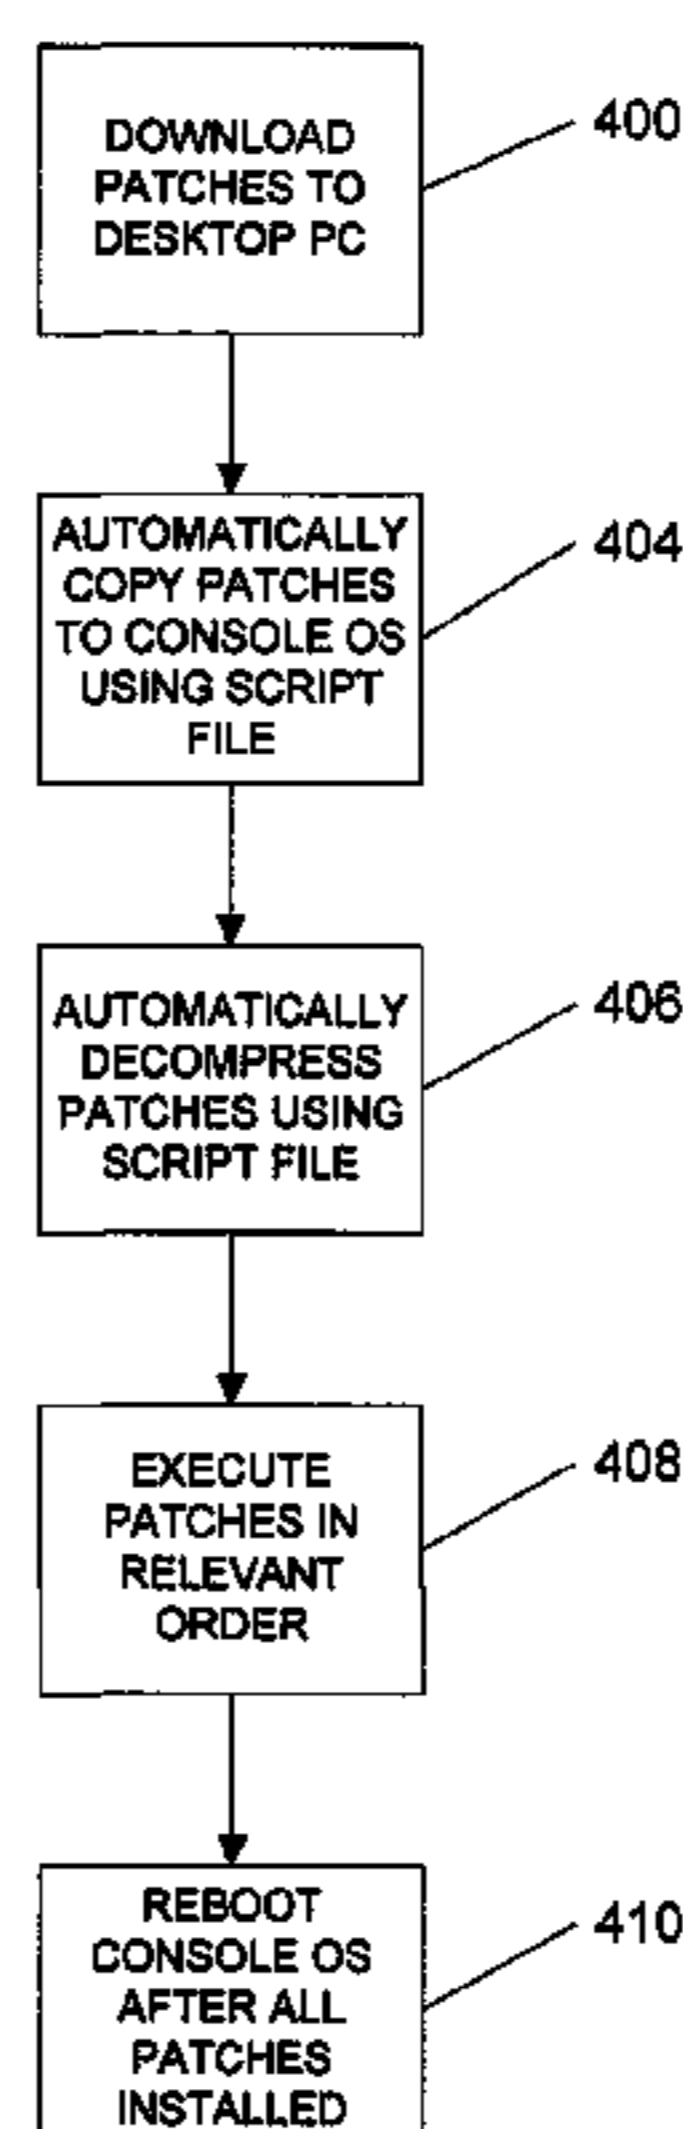 DOWNLOAD
PATCHES TO
DESKTOP PC
400
AUTOMATICALLY
COPY PATCHES
TO CONSOLE OS
USING SCRIPT
FILE
404
AUTOMATICALLY
DECOMPRESS
PATCHES USING
SCRIPT FILE
406
EXECUTE
PATCHES IN
RELEVANT
ORDER
408
REBOOT
CONSOLE OS
AFTER ALL
PATCHES
INSTALLED
410